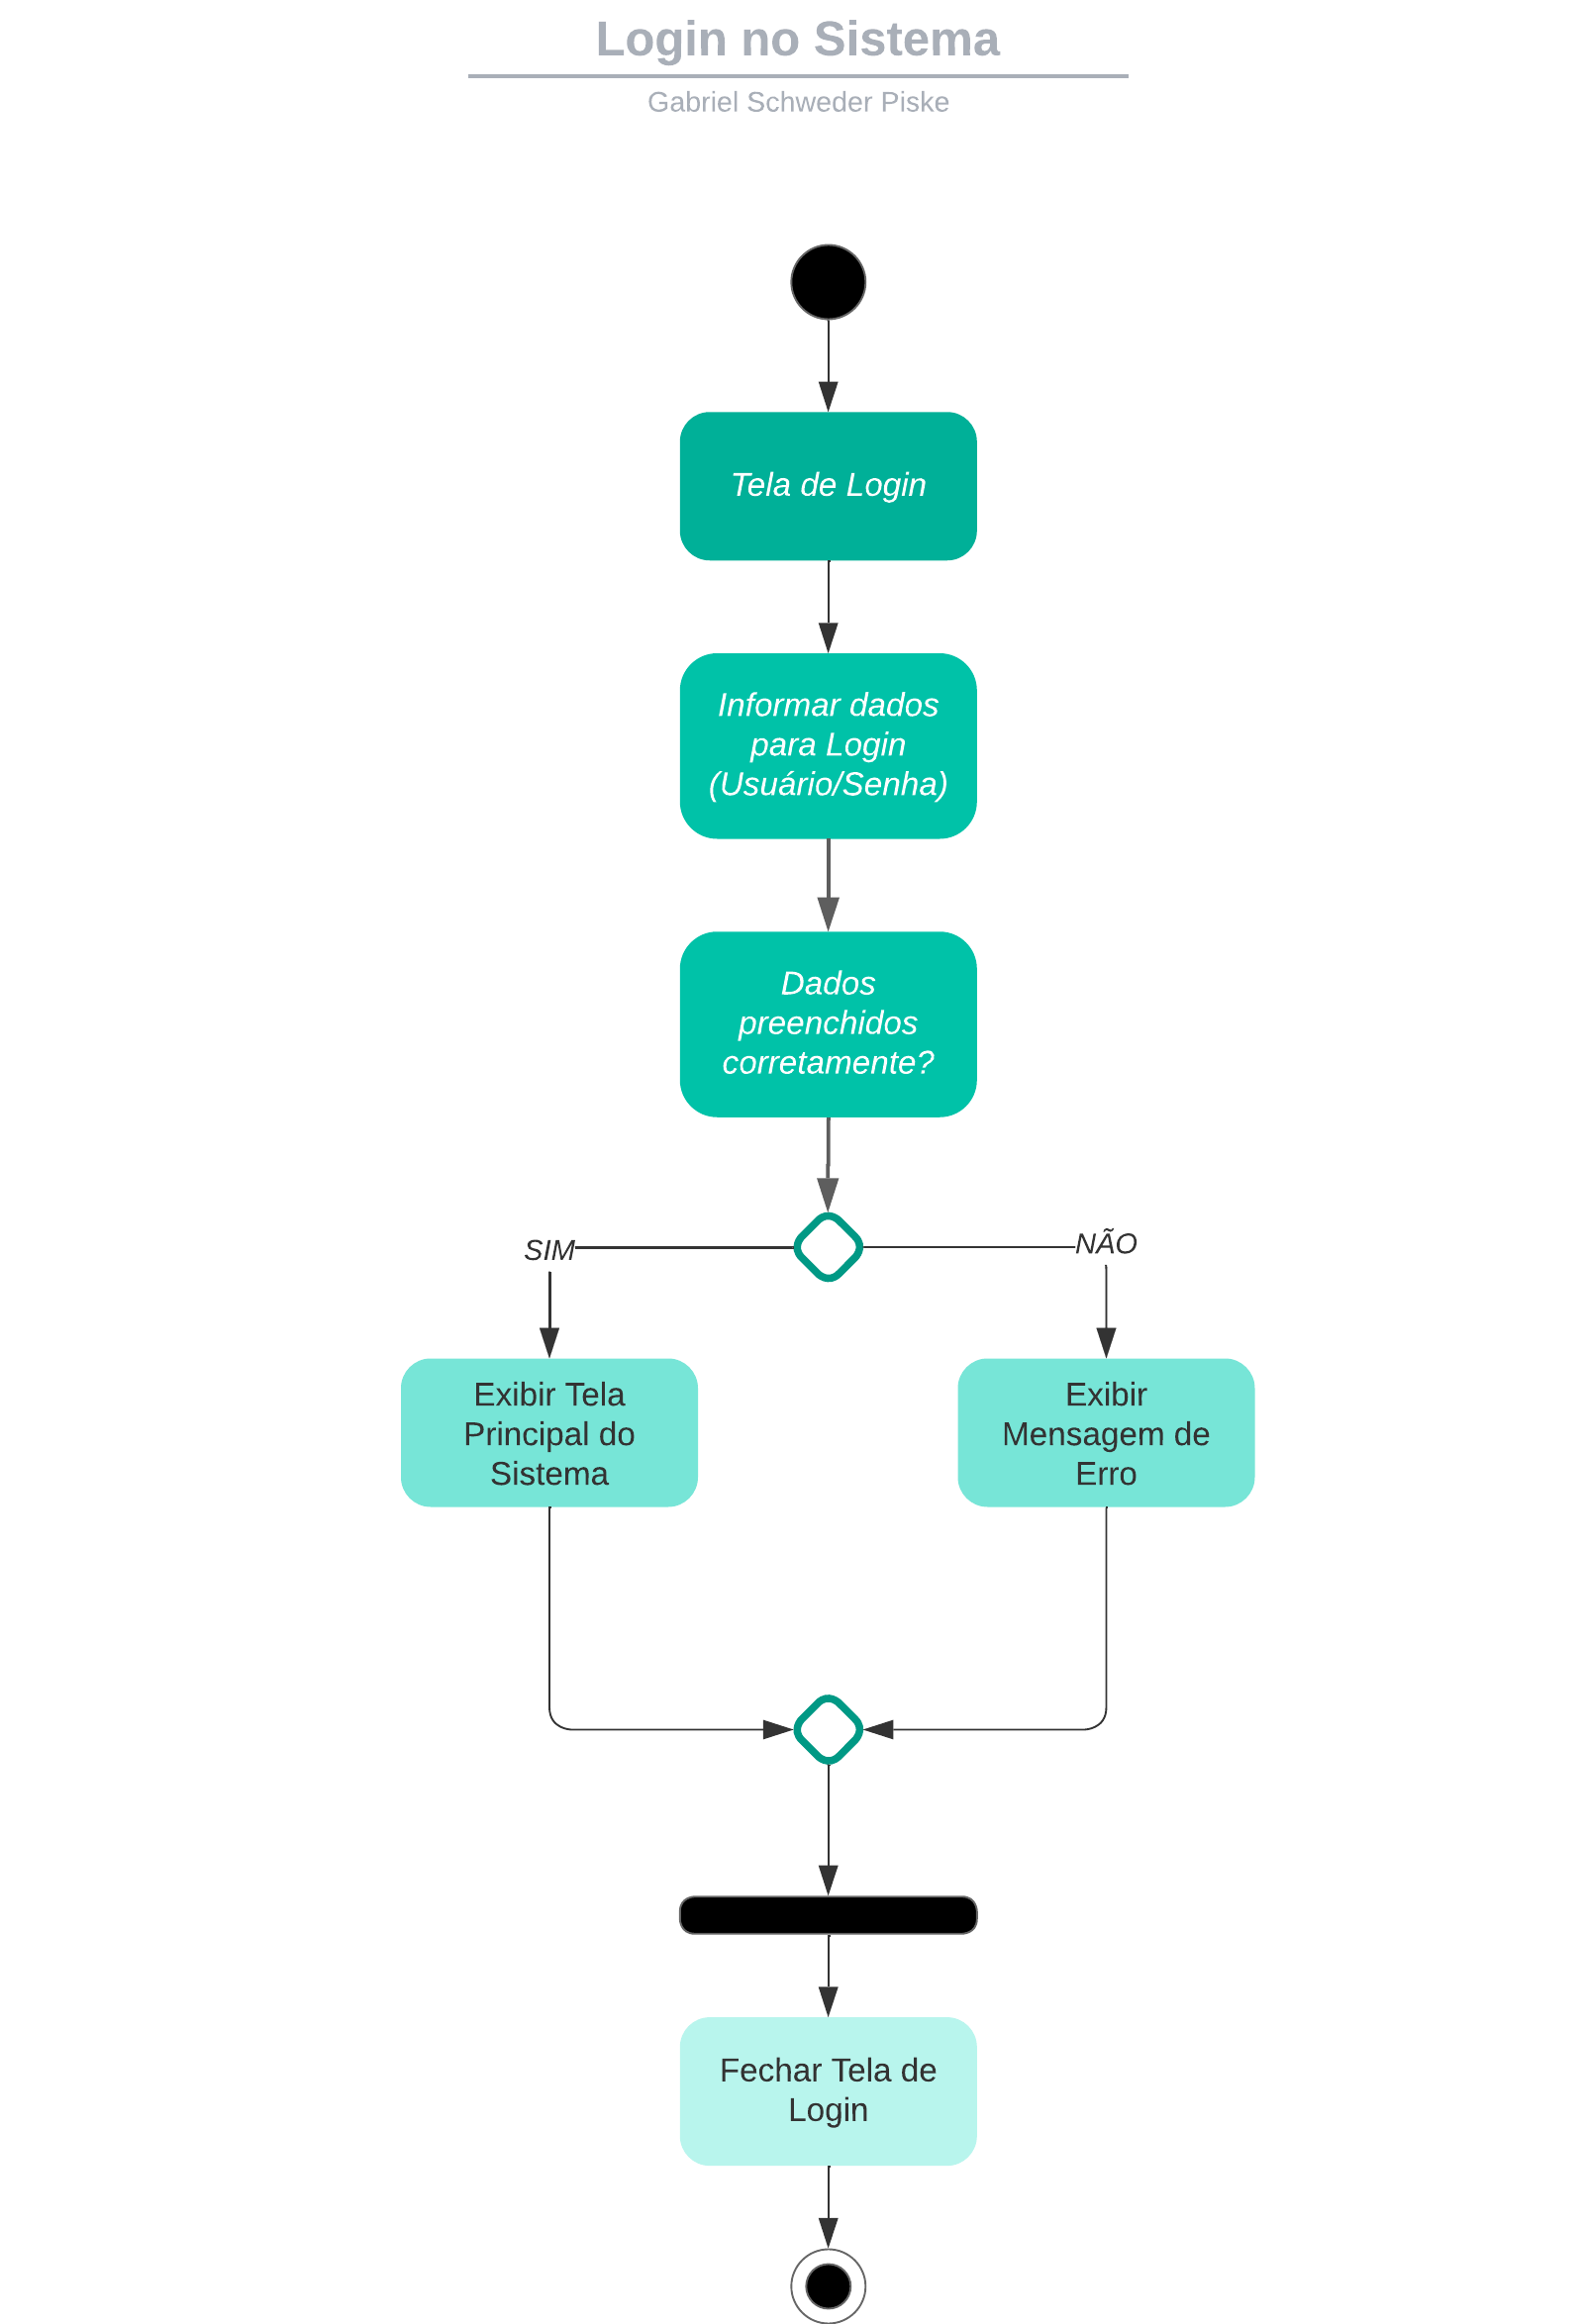 Login no Sistema
Gabriel Schweder Piske
Tela de Login
Informar dados
para Login
(Usuário/Senha)
Dados
preenchidos
corretamente?
SIM
NÃO
Exibir Tela
Principal do
Sistema
Exibir
Mensagem de
Erro
Fechar Tela de
Login